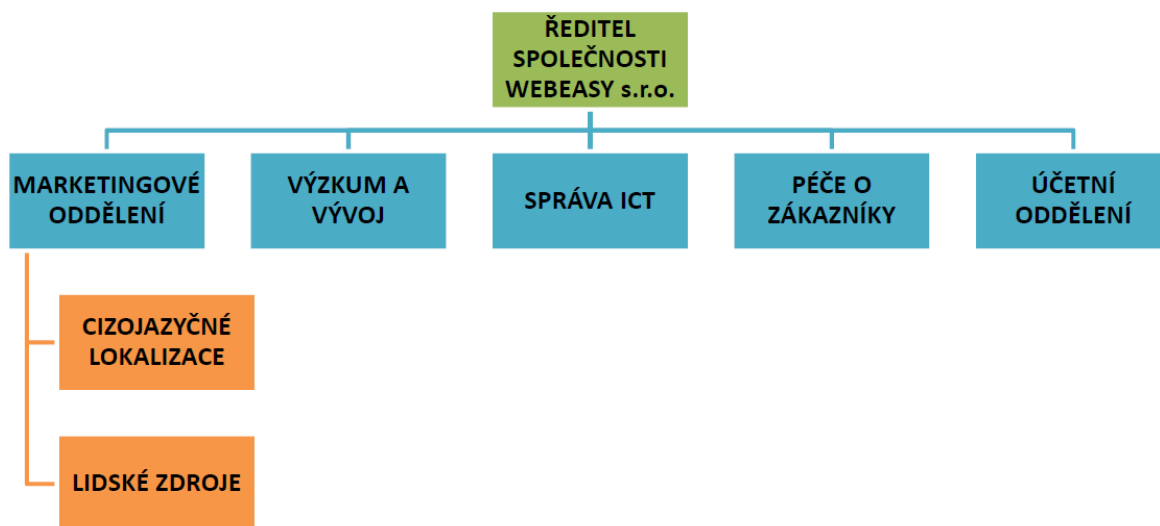 ŘEDITEL
SPOLEČNOSTI
WEBEASY s.r.o.
MARKETINGOVÉ
ODDĚLENÍ
VÝZKUM A
VÝVOJ
SPRÁVA ICT
PÉČE O
ZÁKAZNÍKY
ÚČETNÍ
ODDĚLENÍ
CIZOJAZYČNÉ
LOKALIZACE
LIDSKÉ ZDROJE